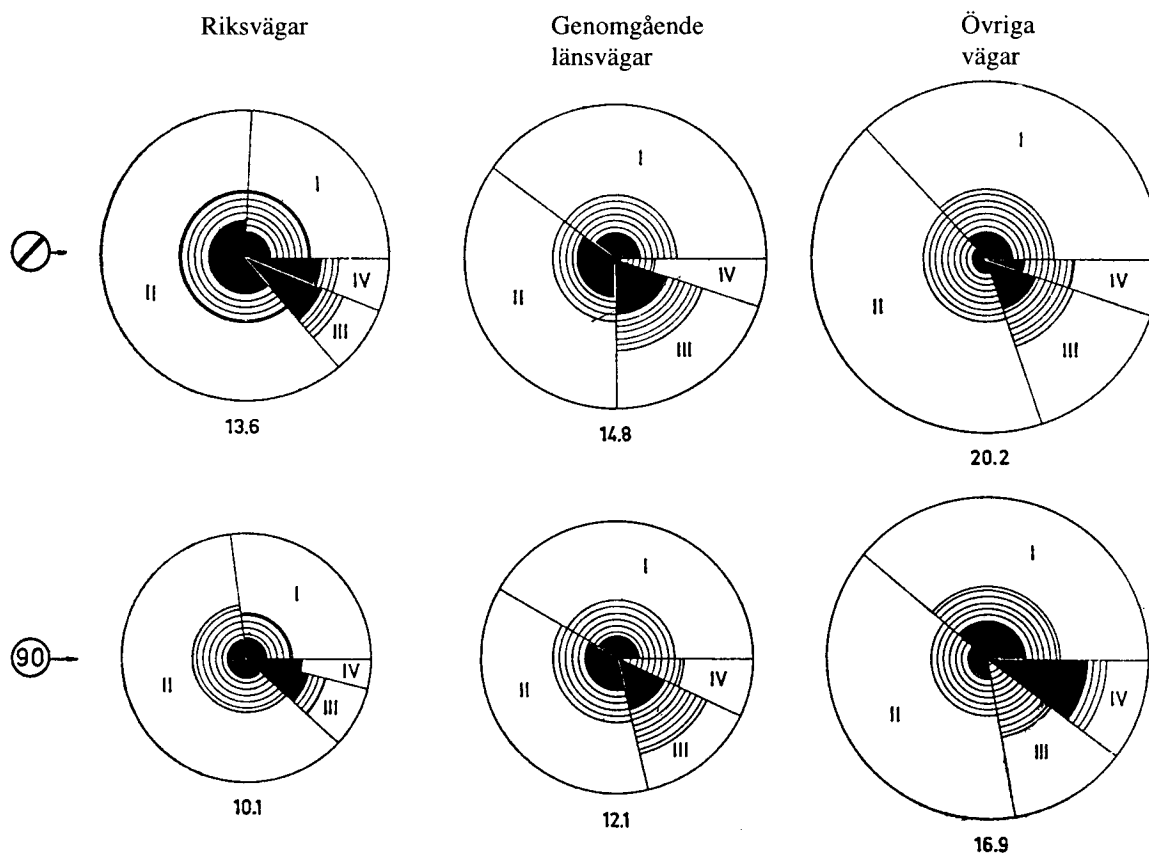 Riksvägar
Genomgående
länsvägar
Övriga
vägar
I
II
III
IV
13.6
I
II
III
IV
14.8
I
II
III
IV
20.2
90
I
II
III
IV
10.1
I
II
III
IV
12.1
I
II
III
IV
16.9